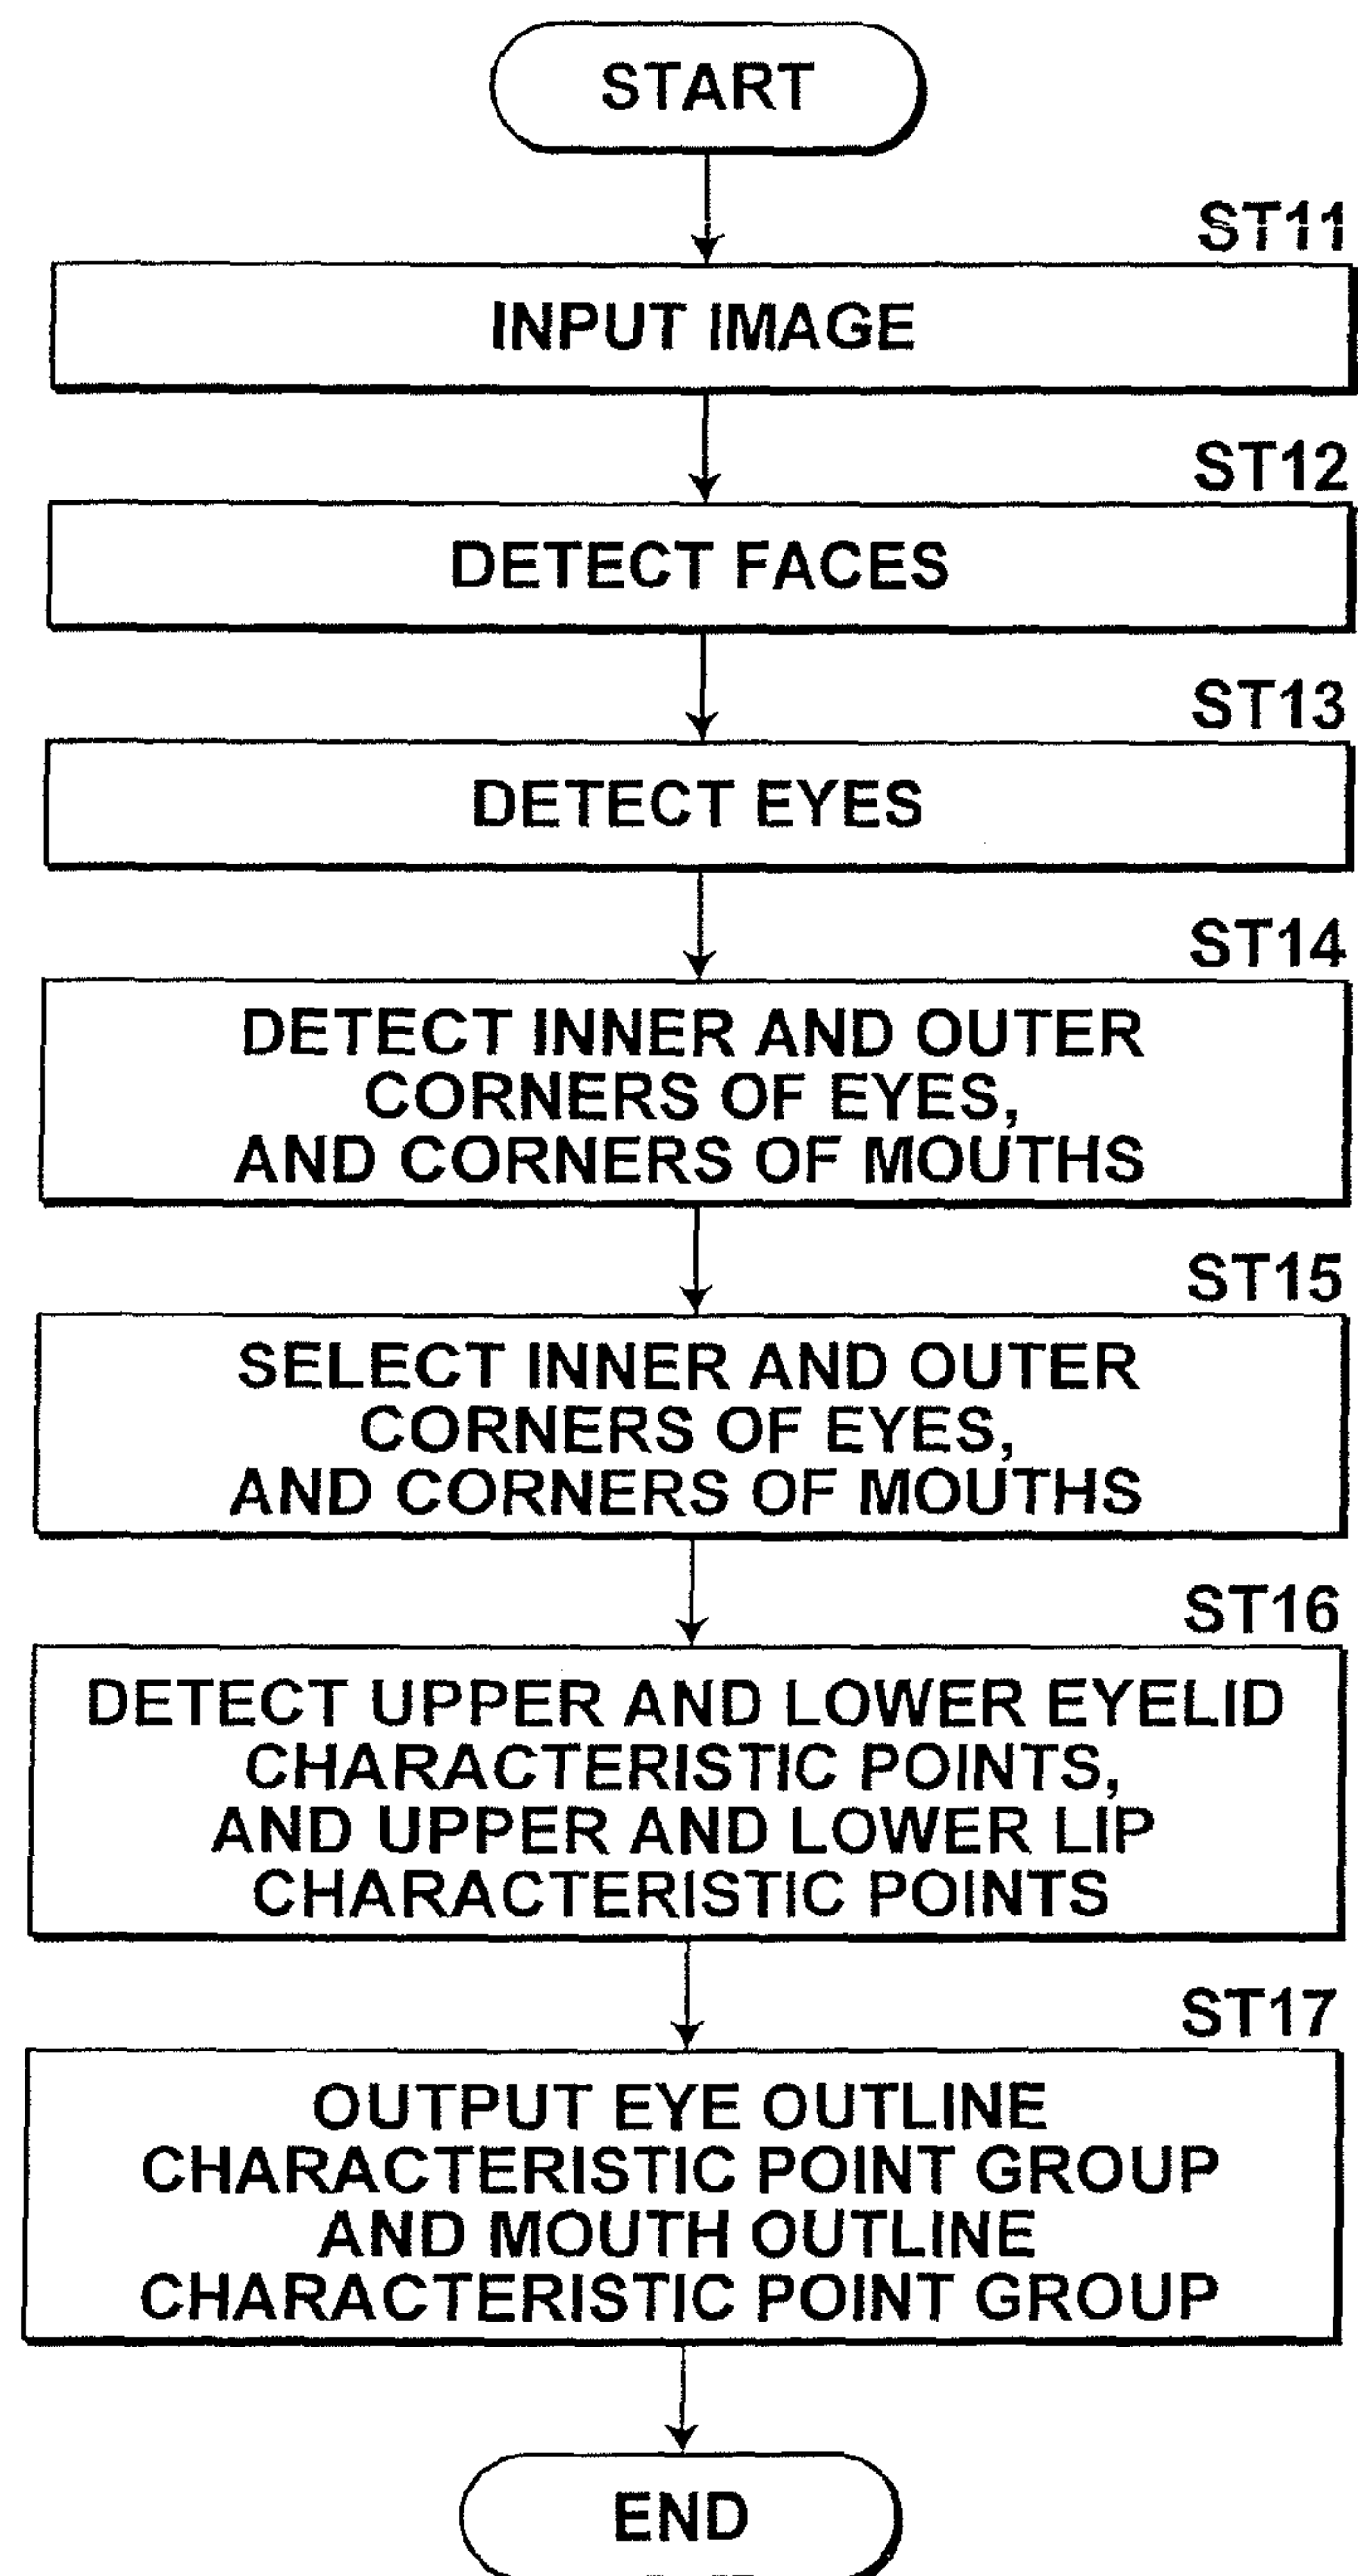 START
ST11
INPUT IMAGE
ST12
DETECT FACES
ST13
DETECT EYES
ST14
DETECT INNER AND OUTER
CORNERS OF EYES,
AND CORNERS OF MOUTHS
ST15
SELECT INNER AND OUTER
CORNERS OF EYES,
AND CORNERS OF MOUTHS
ST16
DETECT UPPER AND LOWER EYELID
CHARACTERISTIC POINTS,
AND UPPER AND LOWER LIP
CHARACTERISTIC POINTS
ST17
OUTPUT EYE OUTLINE
CHARACTERISTIC POINT GROUP
AND MOUTH OUTLINE
CHARACTERISTIC POINT GROUP
END